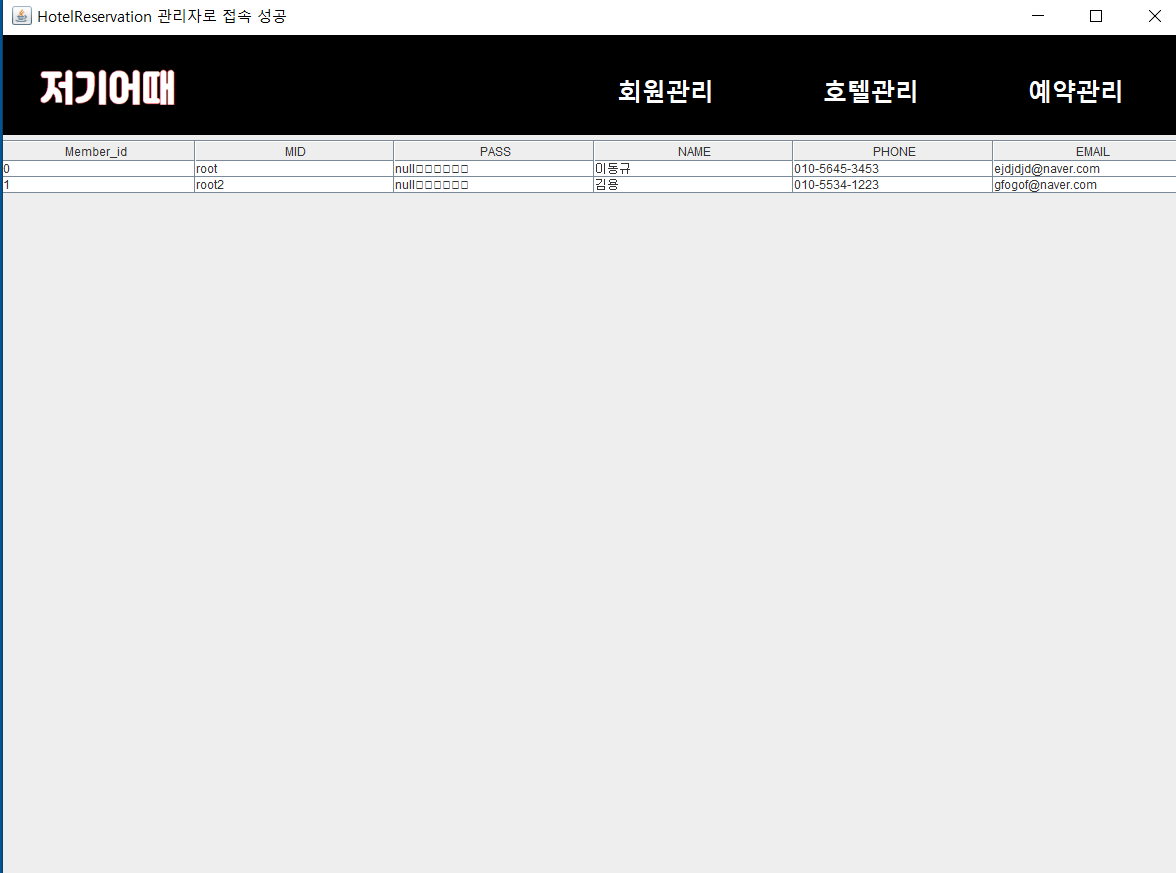 HotelReservation 관리자로 접속 성공
저기어때 회원관리 호텔관리 예약관리
Member_id MID PASS NAME PHONE EMAIL
0 root null□□□□□□ 이동규 010-5645-3453 ejdjdjd@naver.com
1 root2 null□□□□□□ 김용 010-5534-1223 gfogof@naver.com